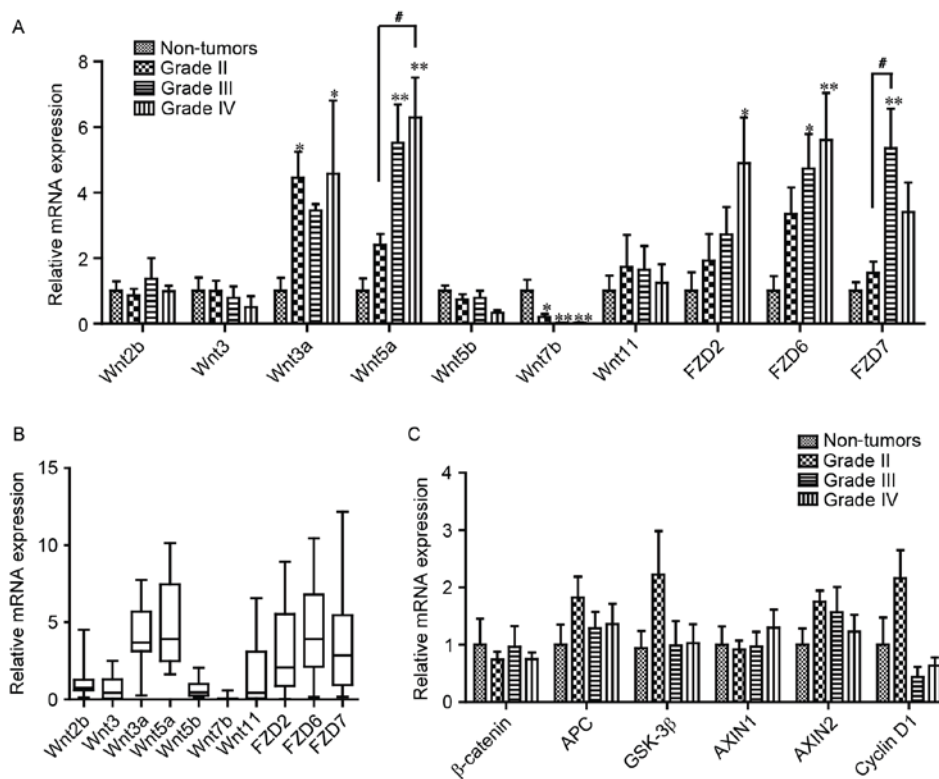 A
Non-tumors
Grade II
Grade III
Grade IV
Relative mRNA expression
8
6
4
2
0
#
*
*
**
**
*
**
**
*
*
**
#
**
Wnt2b
Wnt3
Wnt3a
Wnt5a
Wnt5b
Wnt7b
Wnt11
FZD2
FZD6
FZD7
B
Relative mRNA expression
15
10
5
0
Wnt2b
Wnt3
Wnt3a
Wnt5a
Wnt5b
Wnt7b
Wnt11
FZD2
FZD6
FZD7
C
Non-tumors
Grade II
Grade III
Grade IV
Relative mRNA expression
4
3
2
1
0
β-catenin
APC
GSK-3β
AXIN1
AXIN2
Cyclin D1